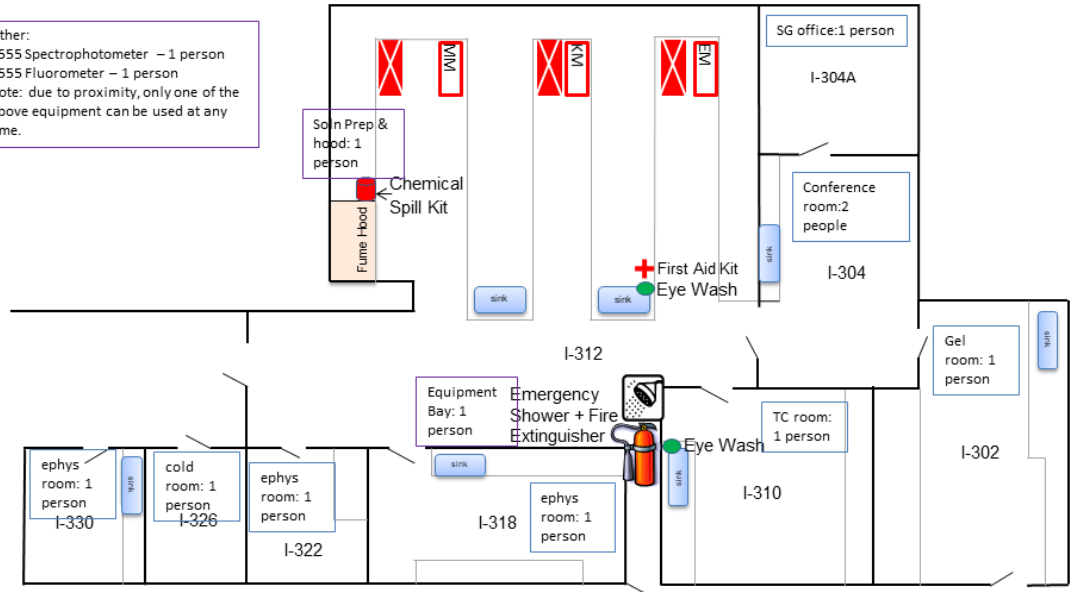 ther:
555 Spectrophotometer – 1 person
555 Fluorometer – 1 person
ote: due to proximity, only one of the
bove equipment can be used at any
me.
MM
KM
EM
SG office:1 person
I-304A
Soln Prep &
hood: 1
person
Chemical
Spill Kit
Fume Hood
Conference
room:2
people
I-304
sink
First Aid Kit
Eye Wash
sink
sink
I-312
Gel
room: 1
person
sink
I-302
Equipment
Bay: 1
person
Emergency
Shower + Fire
Extinguisher
TC room:
1 person
Eye Wash
sink
I-310
ephys
room: 1
person
I-330
sink
cold
room: 1
person
I-326
ephys
room: 1
person
I-322
sink
I-318
ephys
room: 1
person